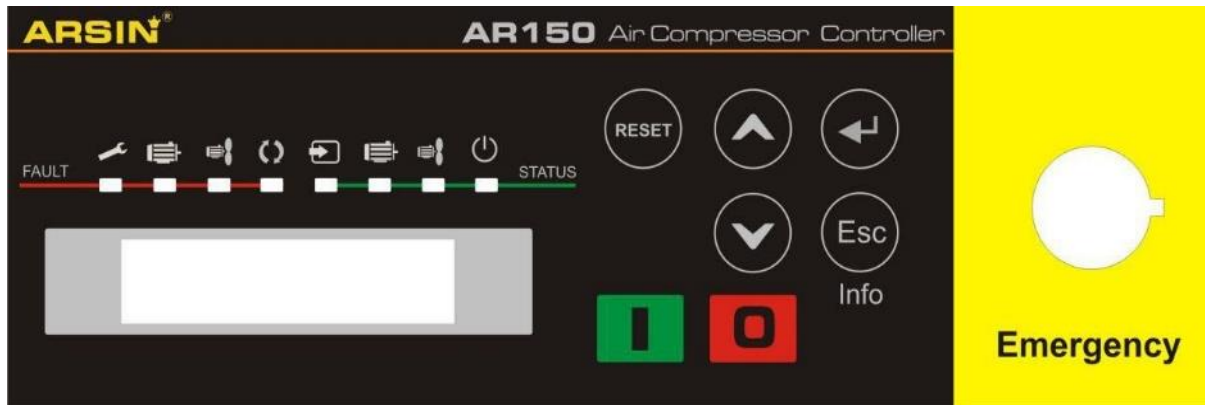 ARSIN®
AR150 Air Compressor Controller
RESET
FAULT
STATUS
Esc
Info
I
O
Emergency